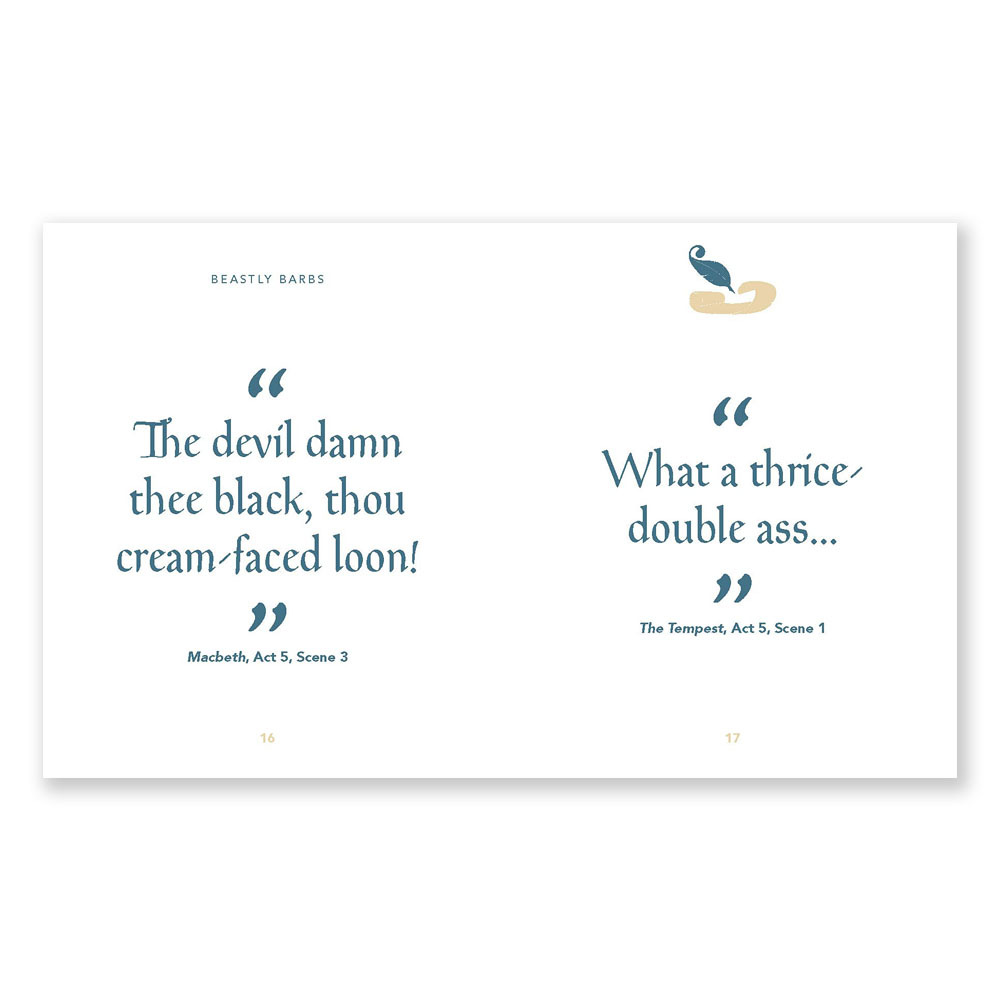 BEASTLY BARBS
“
The devil damn
thee black, thou
cream-faced loon!
”
Macbeth, Act 5, Scene 3
16
“
What a thrice-
double ass...
”
The Tempest, Act 5, Scene 1
17